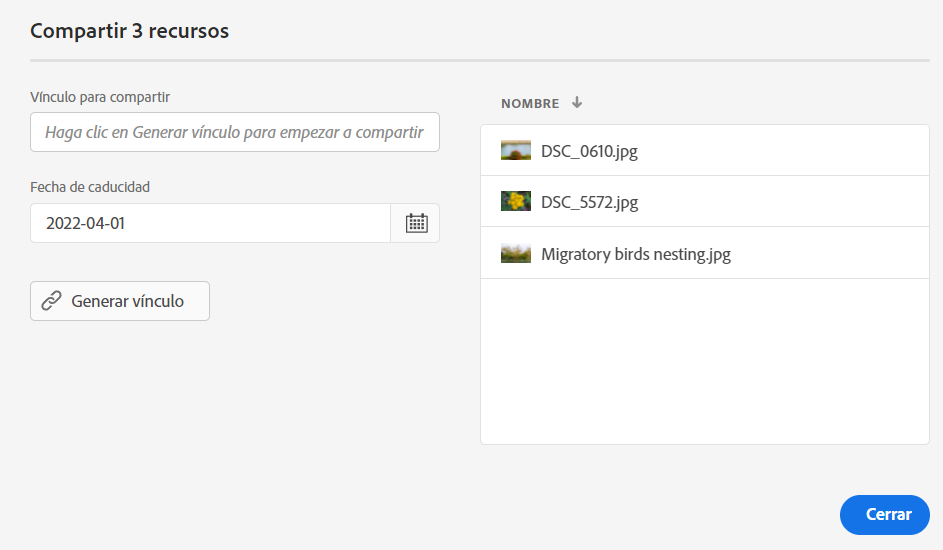 Compartir 3 recursos
Vínculo para compartir
Haga clic en Generar vínculo para empezar a compartir
Fecha de caducidad
2022-04-01
Generar vínculo
NOMBRE
DSC_0610.jpg
DSC_5572.jpg
Migratory birds nesting.jpg
Cerrar